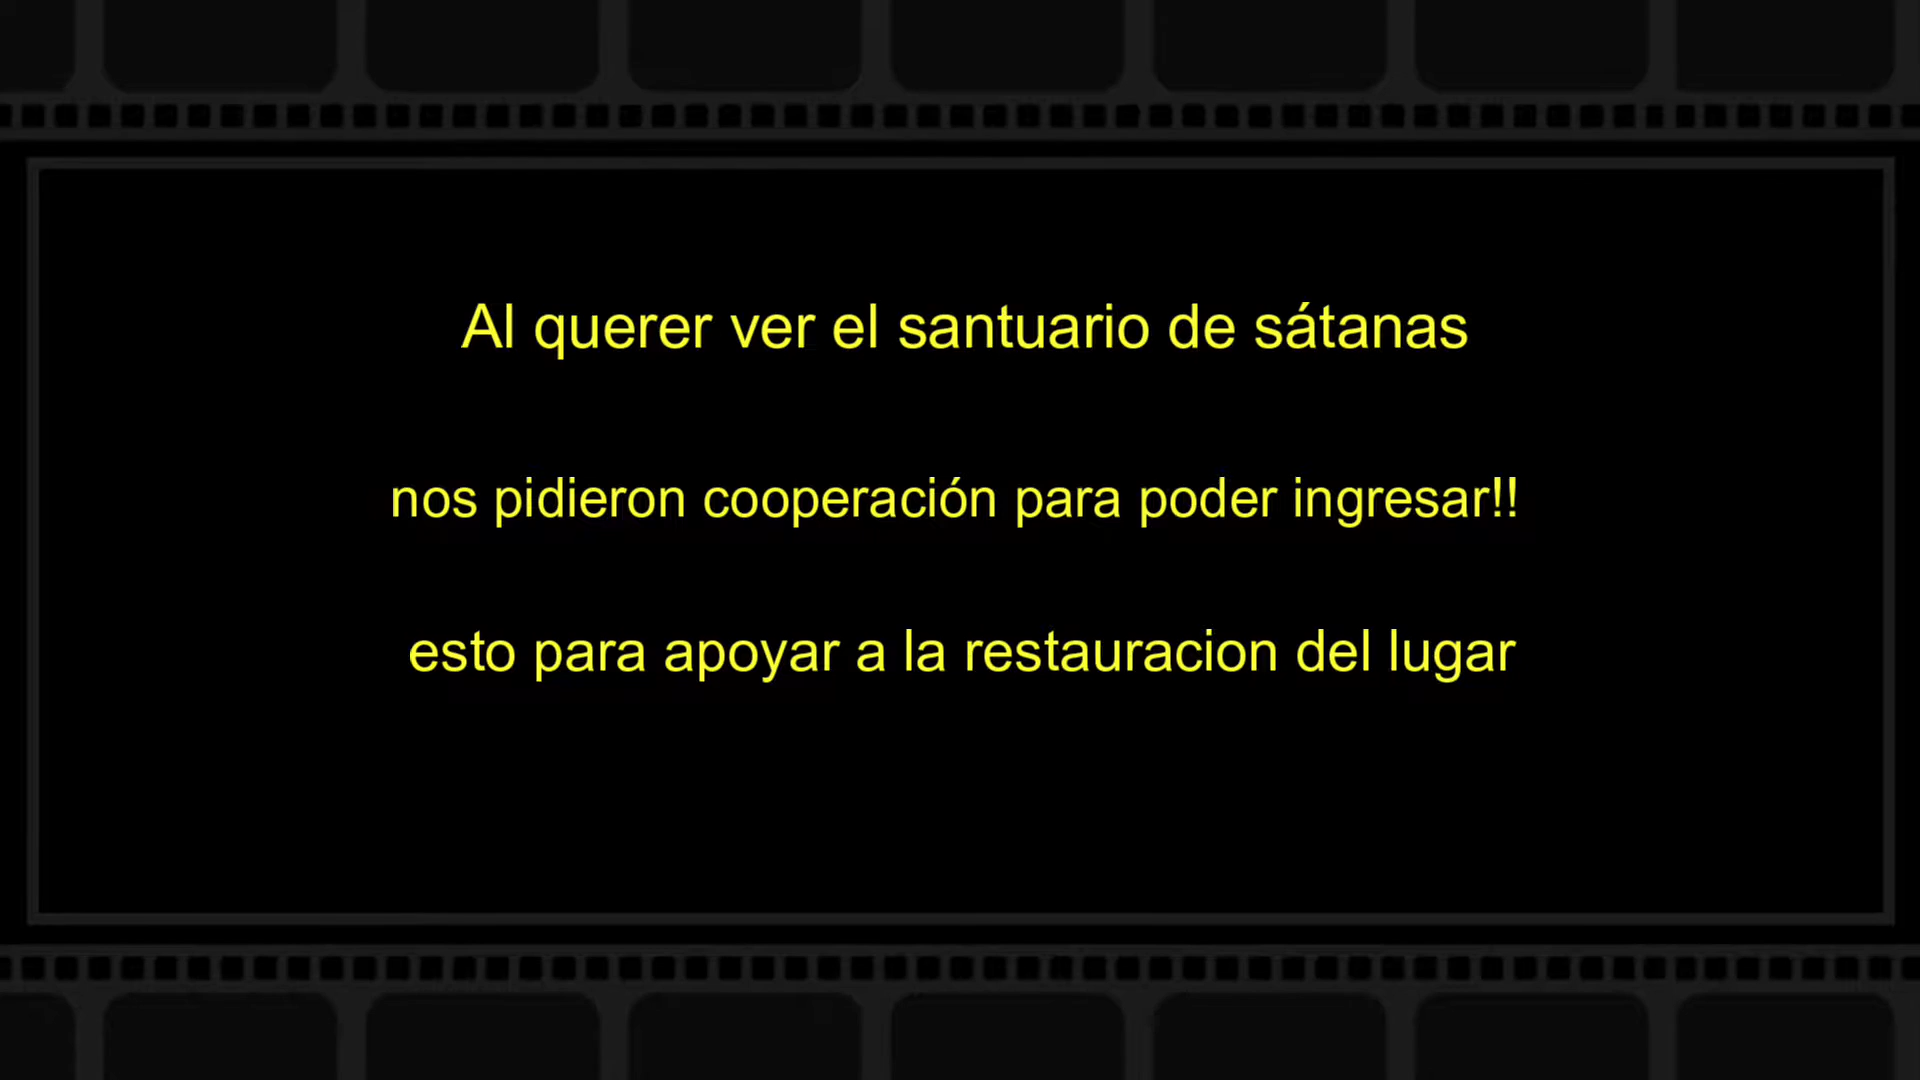 Al querer ver el santuario de sátanas
nos pidieron cooperación para poder ingresar!!
esto para apoyar a la restauracion del lugar